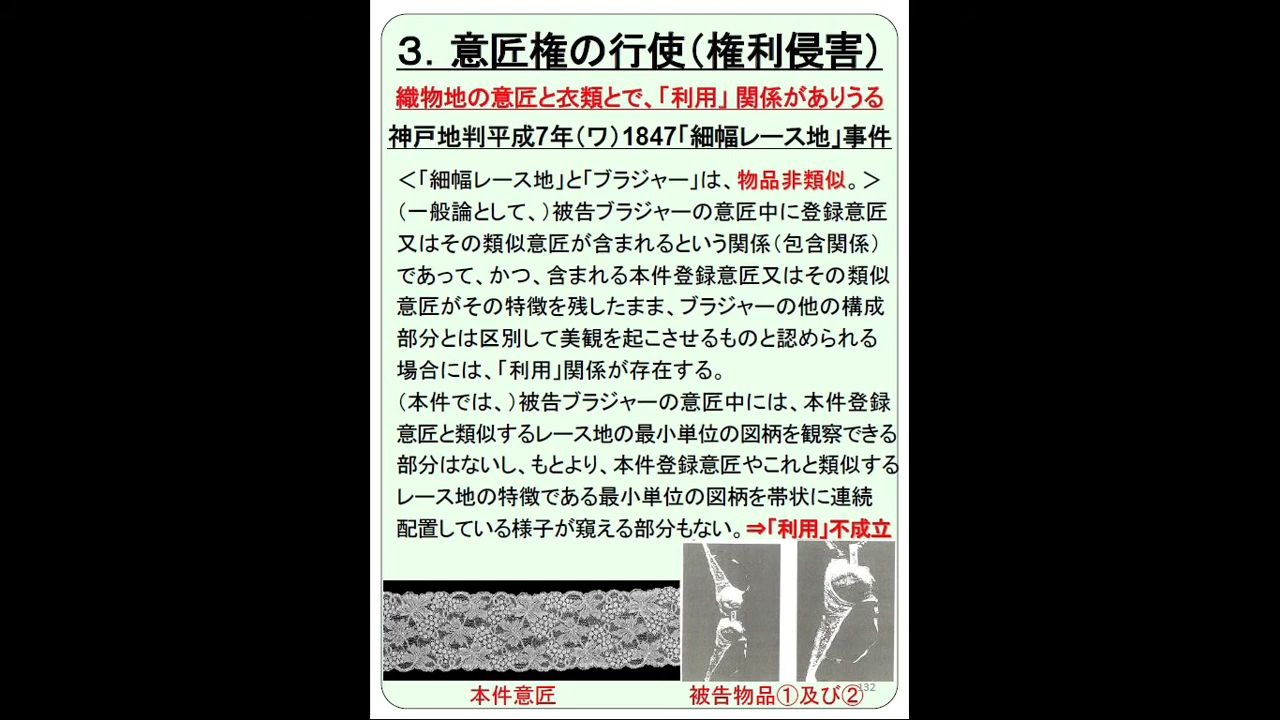 ３．意匠権の行使（権利侵害）
織物地の意匠と衣類とで、「利用」関係がありうる
神戸地判平成7年（ワ）1847「細幅レース地」事件
＜「細幅レース地」と「ブラジャー」は、物品非類似。＞
（一般論として、）被告ブラジャーの意匠中に登録意匠
又はその類似意匠が含まれるという関係（包含関係）
であって、かつ、含まれる本件登録意匠又はその類似
意匠がその特徴を残したまま、ブラジャーの他の構成
部分とは区別して美観を起こさせるものと認められる
場合には、「利用」関係が存在する。
（本件では、）被告ブラジャーの意匠中には、本件登録
意匠と類似するレース地の最小単位の図柄を観察できる
部分はないし、もとより、本件登録意匠やこれと類似する
レース地の特徴である最小単位の図柄を帯状に連続
配置している様子が窺える部分もない。⇒「利用」不成立
本件意匠
被告物品①及び②
132